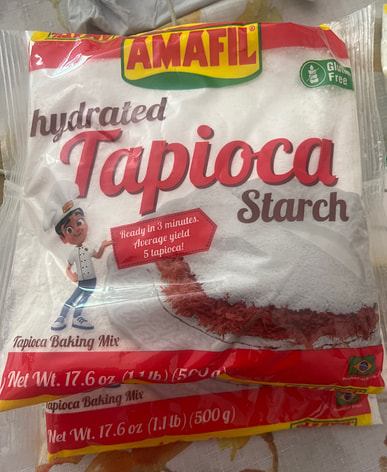 AMAFIL®
Gluten
Free
hydrated
Tapioca
Starch
Ready in 3 minutes.
Average yield
5 tapioca!
Tapioca Baking Mix
Net Wt. 17.6 oz. (1.1 lb) (500 g)
Tapioca Baking Mix
Net Wt. 17.6 oz (1.1 lb) (500 g)